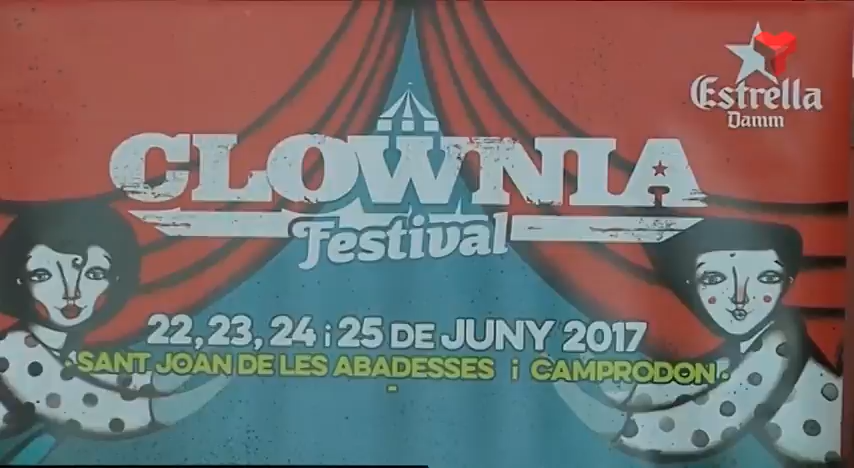 Estrella
Damm
CLOWNIA
Festival
22, 23, 24 i 25 DE JUNY 2017
SANT JOAN DE LES ABADESSES i CAMPRODON